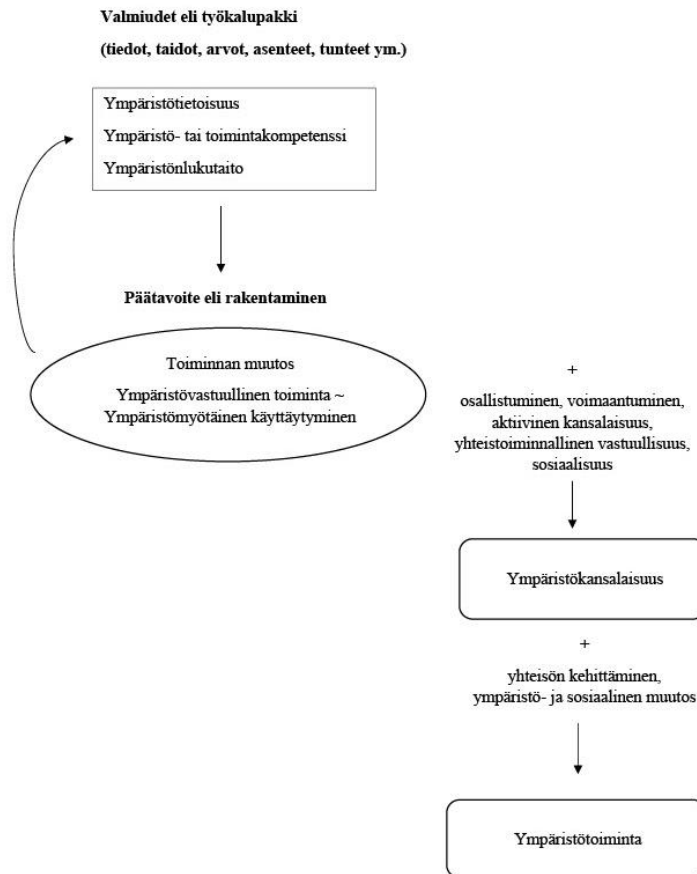 Valmiudet eli työkalupakki
(tiedot, taidot, arvot, asenteet, tunteet ym.)
Ympäristötietoisuus
Ympäristö- tai toimintakompetenssi
Ympäristönlukutaito
Päätavoite eli rakentaminen
Toiminnan muutos
Ympäristövastuullinen toiminta ~
Ympäristömyötäinen käyttäytyminen
+
osallistuminen, voimaantuminen,
aktiivinen kansalaisuus,
yhteistoiminnallinen vastuullisuus,
sosiaalisuus
Ympäristökansalaisuus
+
yhteisön kehittäminen,
ympäristö- ja sosiaalinen muutos
Ympäristötoiminta